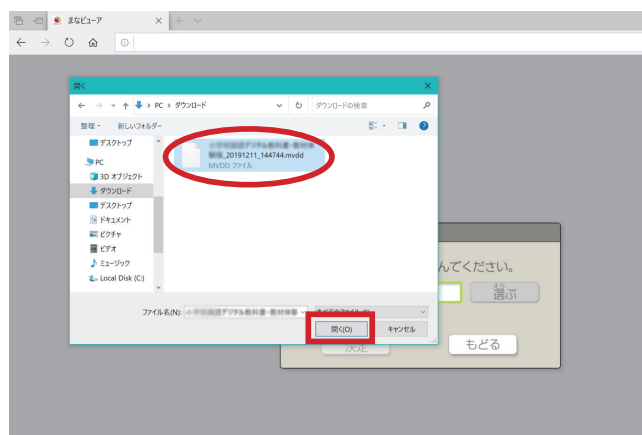 まなビューア
開く
PC > ダウンロード
ダウンロードの検索
整理
新しいフォルダー
デスクトップ
PC
3D オブジェクト
ダウンロード
デスクトップ
ドキュメント
ピクチャ
ビデオ
ミュージック
Local Disk (C:)
_20191211_144744.mvdd
MVDD ファイル
んでください。
選ぶ
ファイル名(N):
開く(O)
キャンセル
決定
もどる